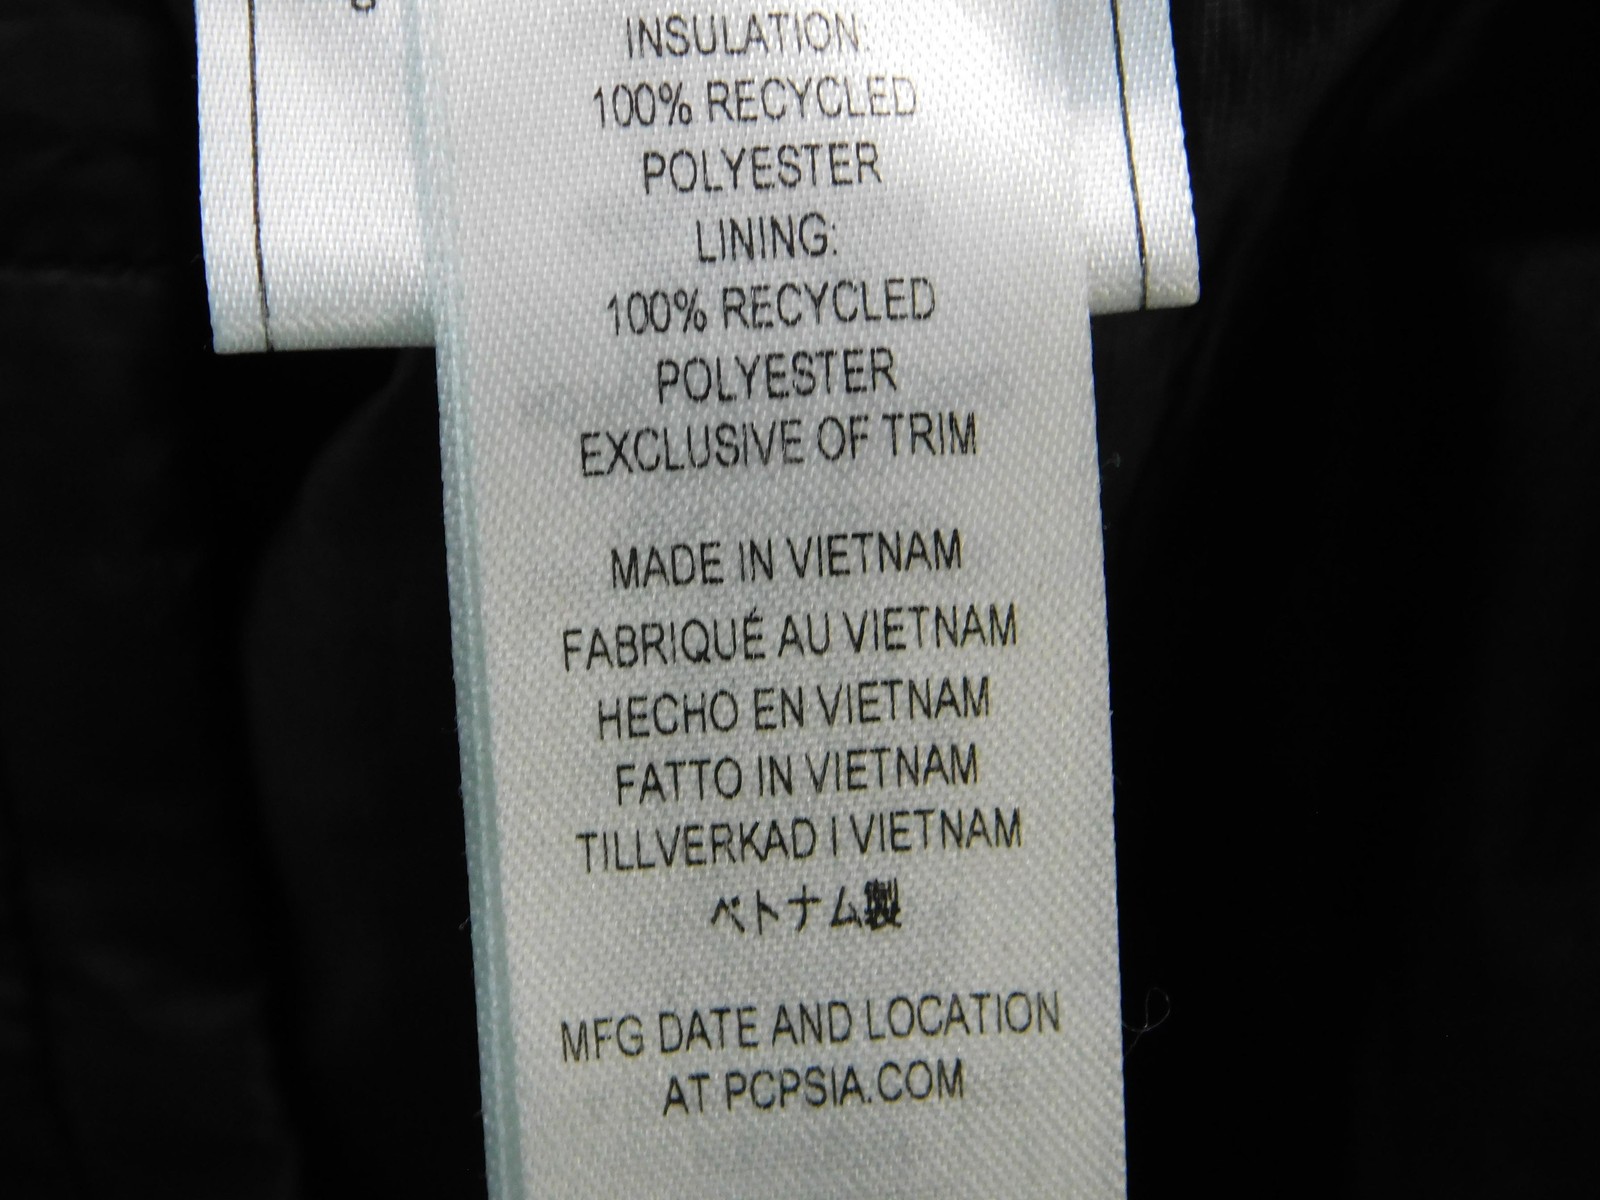 INSULATION:
100% RECYCLED
POLYESTER
LINING:
100% RECYCLED
POLYESTER
EXCLUSIVE OF TRIM
MADE IN VIETNAM
FABRIQUÉ AU VIETNAM
HECHO EN VIETNAM
FATTO IN VIETNAM
TILLVERKAD I VIETNAM
ベトナム製
MFG DATE AND LOCATION
AT PCPSIA.COM